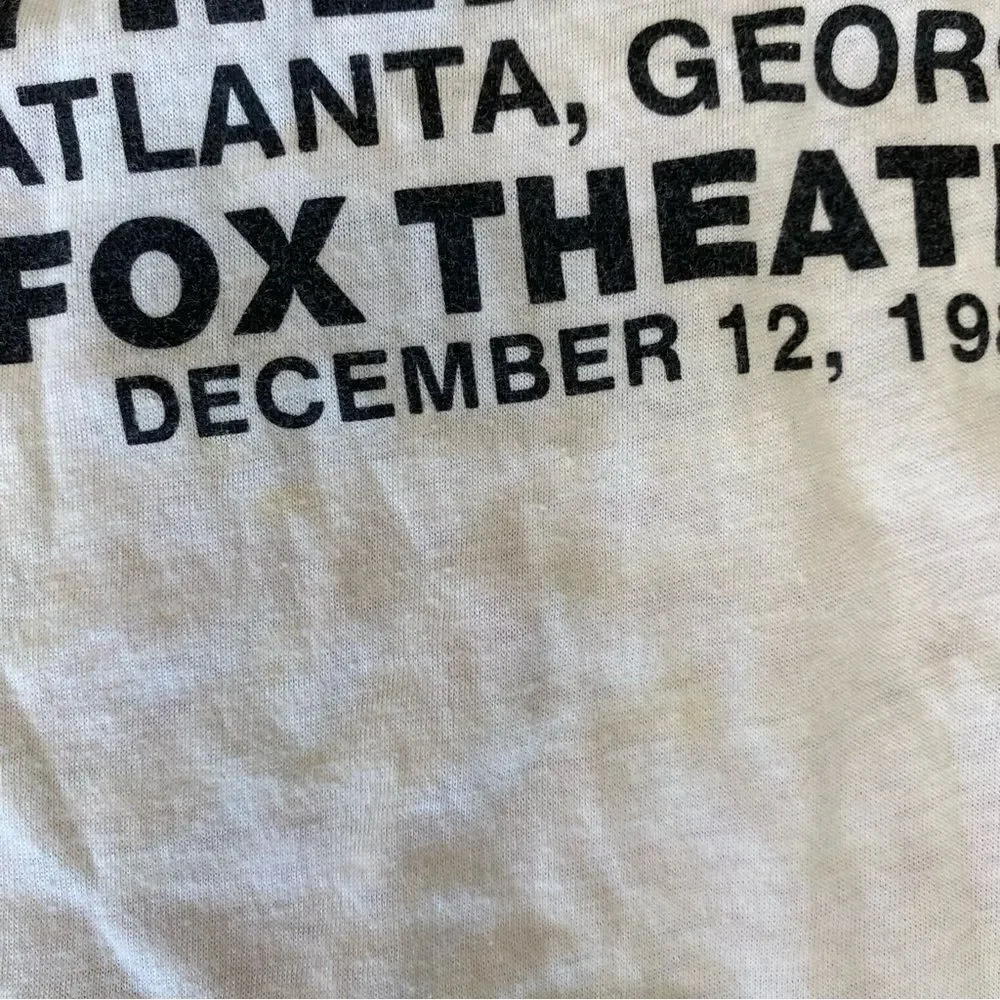 ATLANTA, GEOR
FOX THEAT
DECEMBER 12, 19